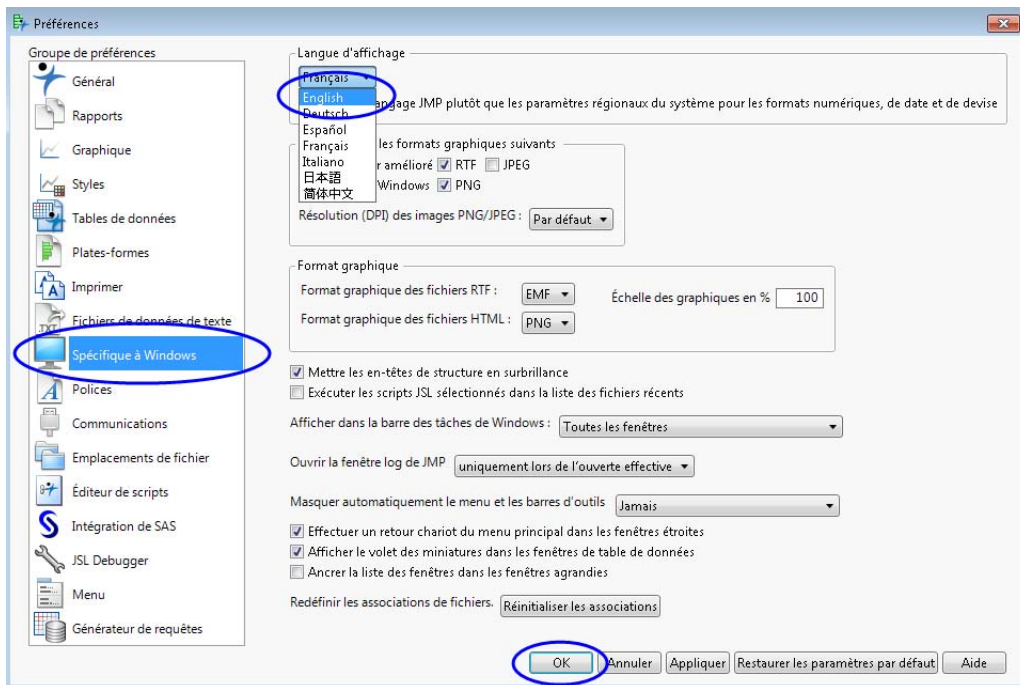 Préférences
Groupe de préférences
Général
Rapports
Graphique
Styles
Tables de données
Plates-formes
Imprimer
Fichiers de données de texte
Spécifique à Windows
Polices
Communications
Emplacements de fichier
Éditeur de scripts
Intégration de SAS
JSL Debugger
Menu
Générateur de requêtes
Langue d'affichage
Français
English
Deutsch
Español
Français
Italiano
日本語
简体中文
langage JMP plutôt que les paramètres régionaux du système pour les formats numériques, de date et de devise
les formats graphiques suivants
r amélioré RTF JPEG
Windows PNG
Résolution (DPI) des images PNG/JPEG : Par défaut
Format graphique
Format graphique des fichiers RTF : EMF Échelle des graphiques en % 100
Format graphique des fichiers HTML : PNG
Mettre les en-têtes de structure en surbrillance
Exécuter les scripts JSL sélectionnés dans la liste des fichiers récents
Afficher dans la barre des tâches de Windows : Toutes les fenêtres
Ouvrir la fenêtre log de JMP uniquement lors de l'ouverte effective
Masquer automatiquement le menu et les barres d'outils Jamais
Effectuer un retour chariot du menu principal dans les fenêtres étroites
Afficher le volet des miniatures dans les fenêtres de table de données
Ancrer la liste des fenêtres dans les fenêtres agrandies
Redéfinir les associations de fichiers. Réinitialiser les associations
OK Annuler Appliquer Restaurer les paramètres par défaut Aide